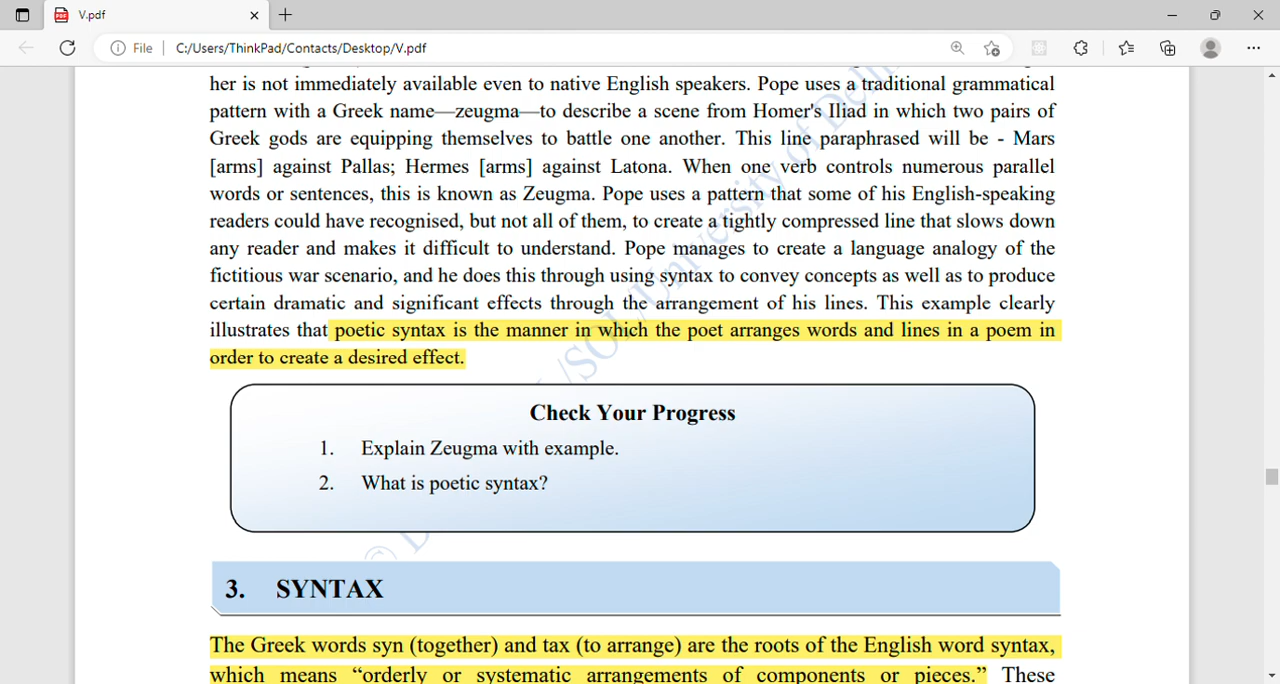 V.pdf
File
C:/Users/ThinkPad/Contacts/Desktop/V.pdf
her is not immediately available even to native English speakers. Pope uses a traditional grammatical
pattern with a Greek name—zeugma—to describe a scene from Homer's Iliad in which two pairs of
Greek gods are equipping themselves to battle one another. This line paraphrased will be - Mars
[arms] against Pallas; Hermes [arms] against Latona. When one verb controls numerous parallel
words or sentences, this is known as Zeugma. Pope uses a pattern that some of his English-speaking
readers could have recognised, but not all of them, to create a tightly compressed line that slows down
any reader and makes it difficult to understand. Pope manages to create a language analogy of the
fictitious war scenario, and he does this through using syntax to convey concepts as well as to produce
certain dramatic and significant effects through the arrangement of his lines. This example clearly
illustrates that poetic syntax is the manner in which the poet arranges words and lines in a poem in
order to create a desired effect.
Check Your Progress
1. Explain Zeugma with example.
2. What is poetic syntax?
3. SYNTAX
The Greek words syn (together) and tax (to arrange) are the roots of the English word syntax,
which means “orderly or systematic arrangements of components or pieces.” These